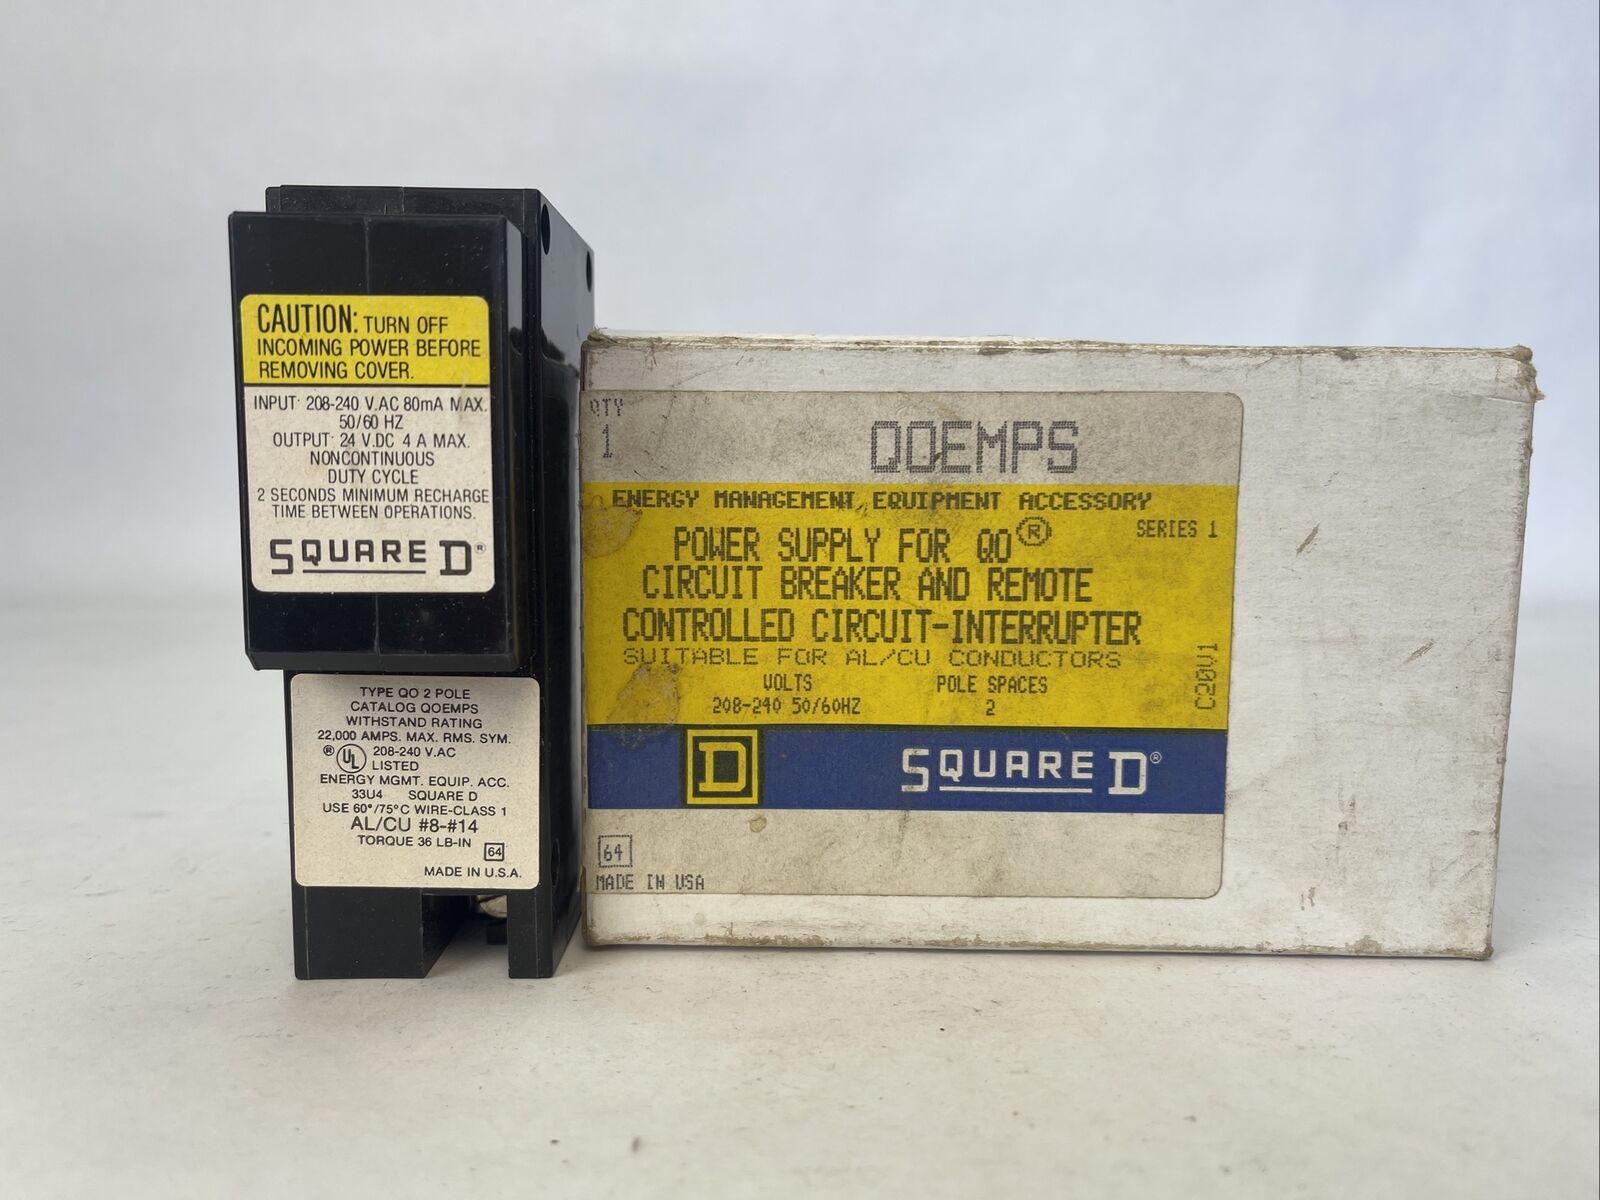 CAUTION: TURN OFF
INCOMING POWER BEFORE
REMOVING COVER.
INPUT: 208-240 V.AC 80mA MAX.
50/60 HZ
OUTPUT: 24 V.DC 4 A MAX.
NONCONTINUOUS
DUTY CYCLE
2 SECONDS MINIMUM RECHARGE
TIME BETWEEN OPERATIONS.
SQUARE D®
TYPE QO 2 POLE
CATALOG QOEMPS
WITHSTAND RATING
22,000 AMPS. MAX. RMS. SYM.
® UL 208-240 V.AC
LISTED
ENERGY MGMT. EQUIP. ACC.
33U4 SQUARE D
USE 60°/75°C WIRE-CLASS 1
AL/CU #8-#14
TORQUE 36 LB-IN
64
MADE IN U.S.A.
QTY
1
QOEMPS
ENERGY MANAGEMENT EQUIPMENT ACCESSORY
SERIES 1
POWER SUPPLY FOR QO®
CIRCUIT BREAKER AND REMOTE
CONTROLLED CIRCUIT-INTERRUPTER
SUITABLE FOR AL/CU CONDUCTORS
VOLTS POLE SPACES
208-240 50/60HZ 2
C20V1
D SQUARE D®
64
MADE IN USA